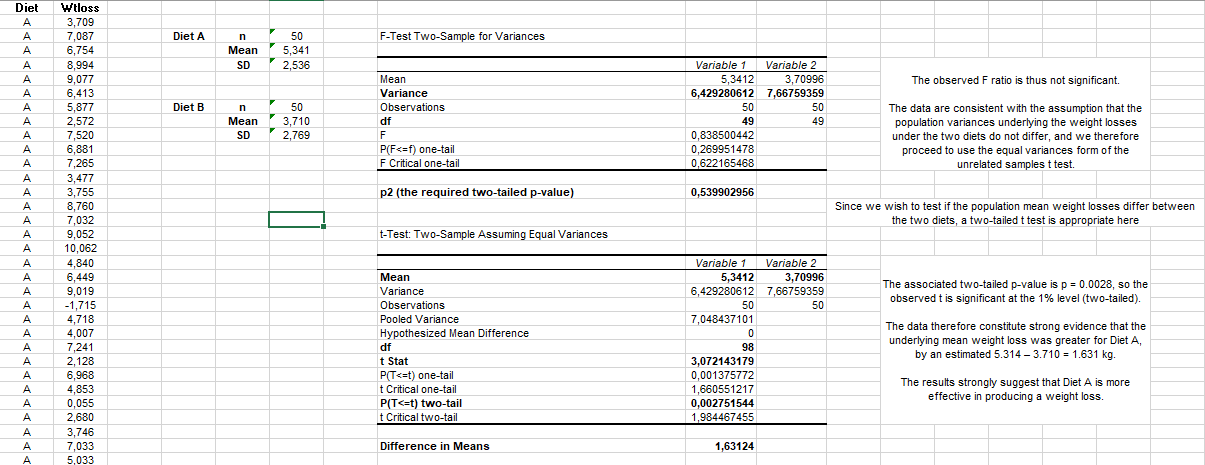 Diet Wtloss
A 3,709
A 7,087 Diet A n 50 F-Test Two-Sample for Variances
A 6,754 Mean 5,341
A 8,994 SD 2,536 Variable 1 Variable 2
A 9,077 Mean 5,3412 3,70996 The observed F ratio is thus not significant.
A 6,413 Variance 6,429280612 7,66759359
A 5,877 Diet B n 50 Observations 50 50 The data are consistent with the assumption that the
A 2,572 Mean 3,710 df 49 49 population variances underlying the weight losses
A 7,520 SD 2,769 F 0,838500442 under the two diets do not differ, and we therefore
A 6,881 P(F<=f) one-tail 0,269951478 proceed to use the equal variances form of the
A 7,265 F Critical one-tail 0,622165468 unrelated samples t test.
A 3,477
A 3,755 p2 (the required two-tailed p-value) 0,539902956
A 8,760 Since we wish to test if the population mean weight losses differ between
A 7,032 the two diets, a two-tailed t test is appropriate here
A 9,052 t-Test: Two-Sample Assuming Equal Variances
A 10,062
A 4,840 Variable 1 Variable 2
A 6,449 Mean 5,3412 3,70996 The associated two-tailed p-value is p = 0.0028, so the
A 9,019 Variance 6,429280612 7,66759359 observed t is significant at the 1% level (two-tailed).
A -1,715 Observations 50 50
A 4,718 Pooled Variance 7,048437101 The data therefore constitute strong evidence that the
A 4,007 Hypothesized Mean Difference 0 underlying mean weight loss was greater for Diet A,
A 7,241 df 98 by an estimated 5.314 – 3.710 = 1.631 kg.
A 2,128 t Stat 3,072143179
A 6,968 P(T<=t) one-tail 0,001375772 The results strongly suggest that Diet A is more
A 4,853 t Critical one-tail 1,660551217 effective in producing a weight loss.
A 0,055 P(T<=t) two-tail 0,002751544
A 2,680 t Critical two-tail 1,984467455
A 3,746
A 7,033 Difference in Means 1,63124
A 5,033